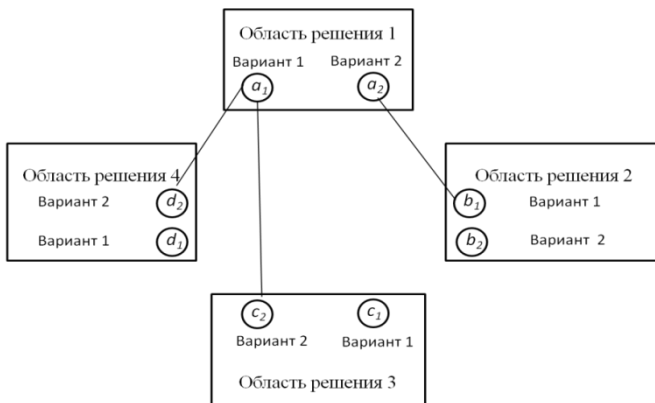 Область решения 1
Вариант 1 Вариант 2
a1 a2
Область решения 4
Вариант 2 d2
Вариант 1 d1
Область решения 2
b1 Вариант 1
b2 Вариант 2
c2 c1
Вариант 2 Вариант 1
Область решения 3